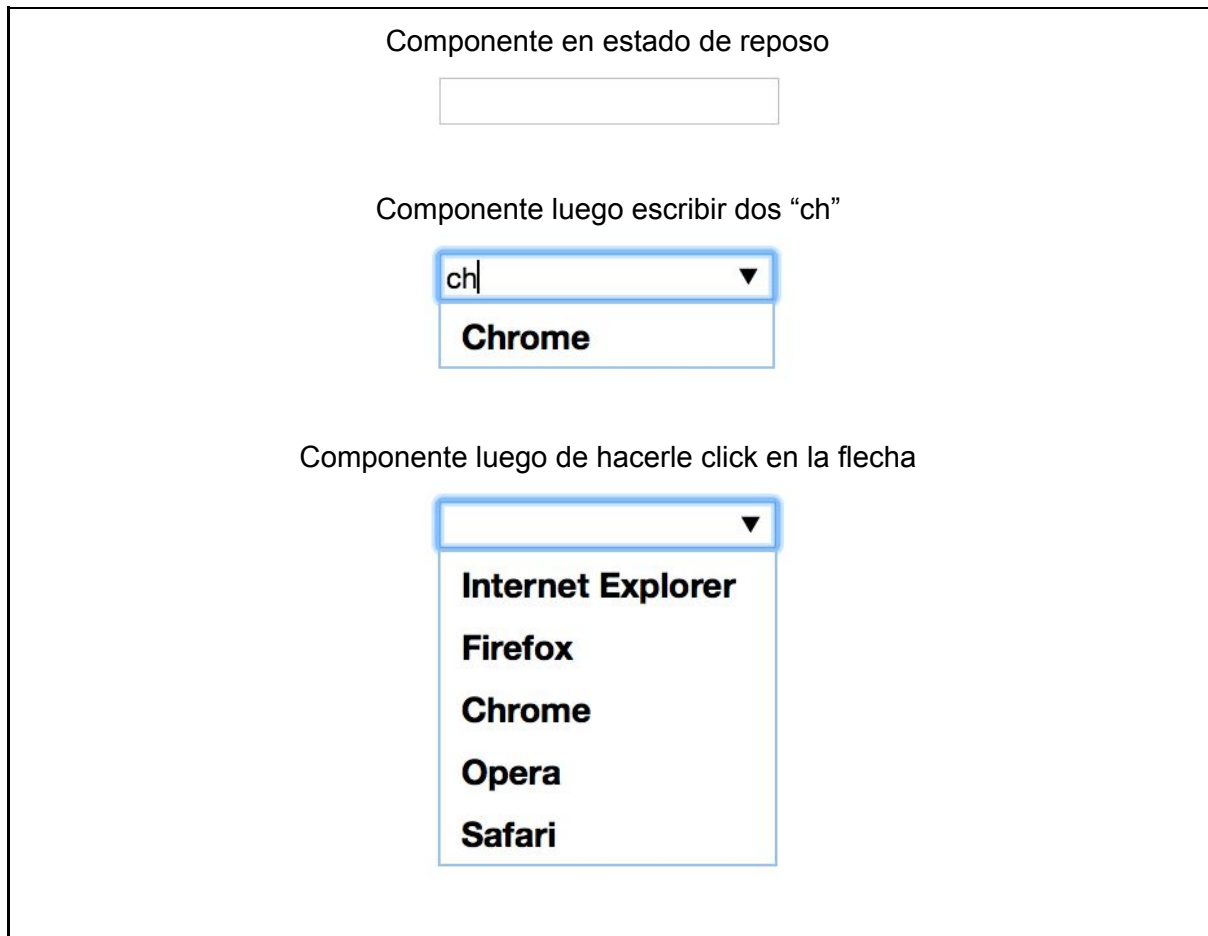 Componente en estado de reposo
Componente luego escribir dos “ch”
ch
Chrome
Componente luego de hacerle click en la flecha
Internet Explorer
Firefox
Chrome
Opera
Safari